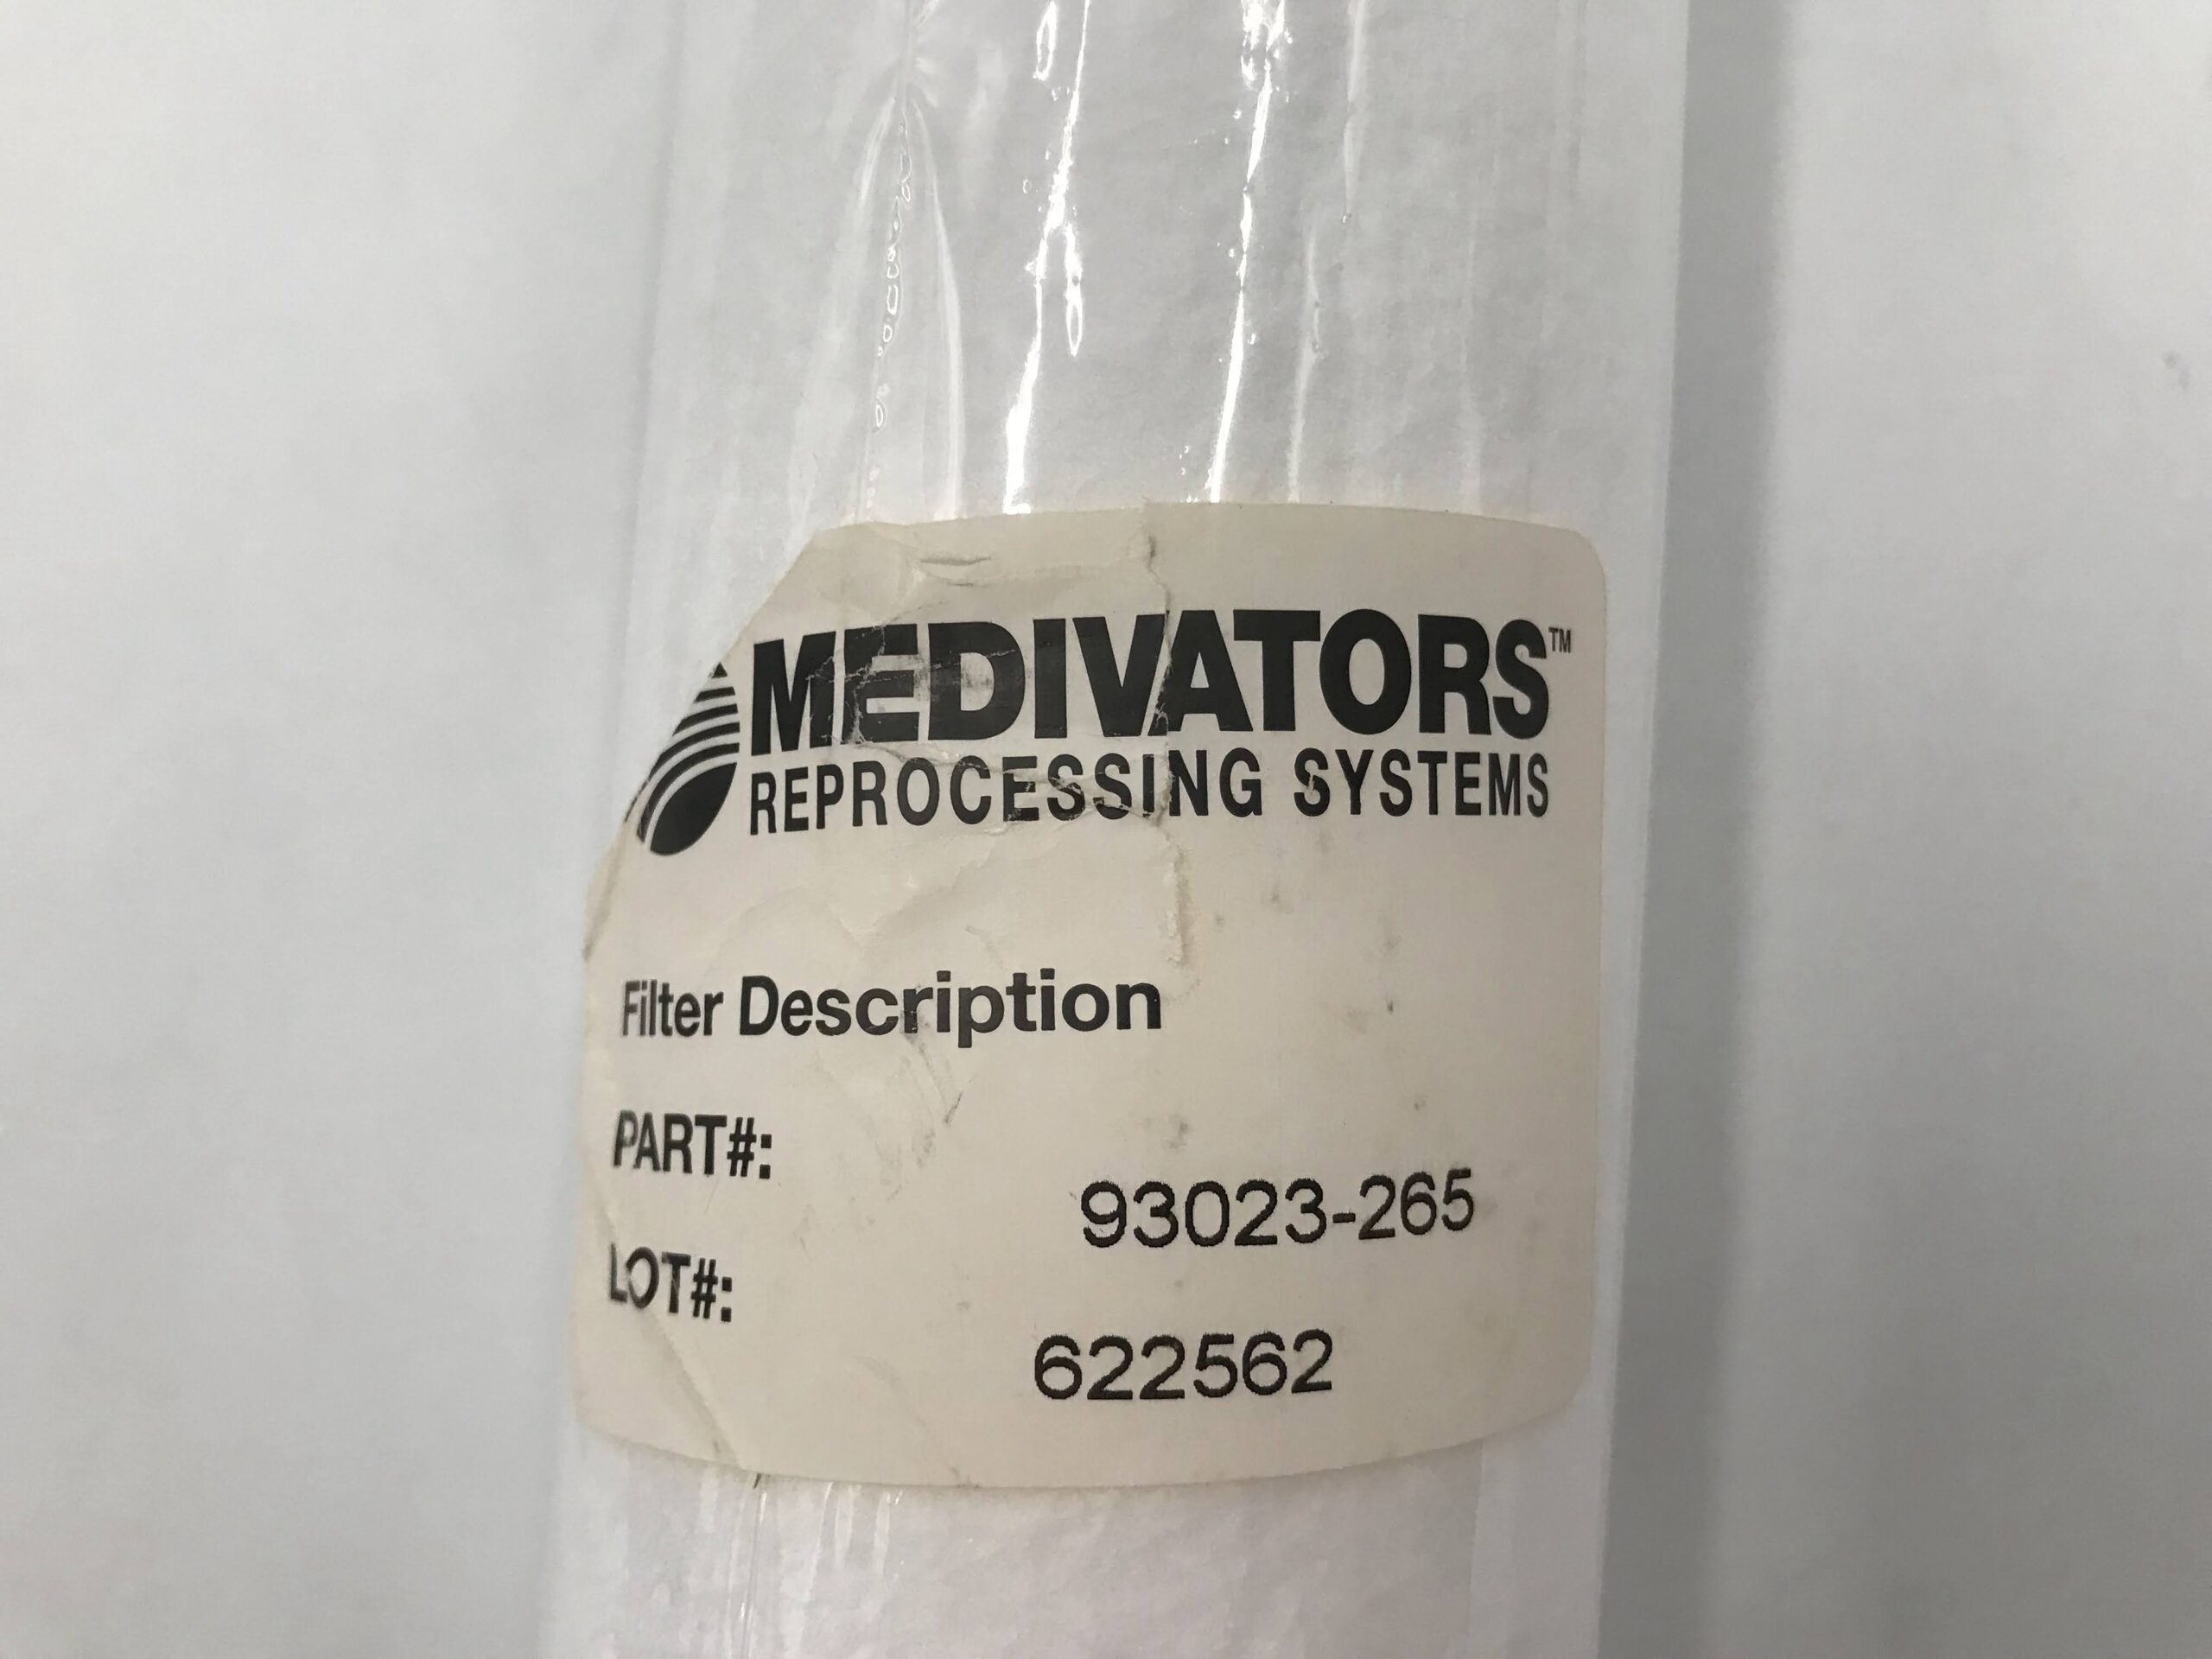 MEDIVATORS™
REPROCESSING SYSTEMS
Filter Description
PART#:
93023-265
LOT#:
622562